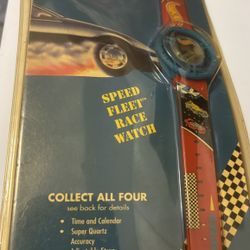 SPEED
FLEET™
RACE
WATCH
COLLECT ALL FOUR
see back for details
• Time and Calendar
• Super Quartz
Accuracy